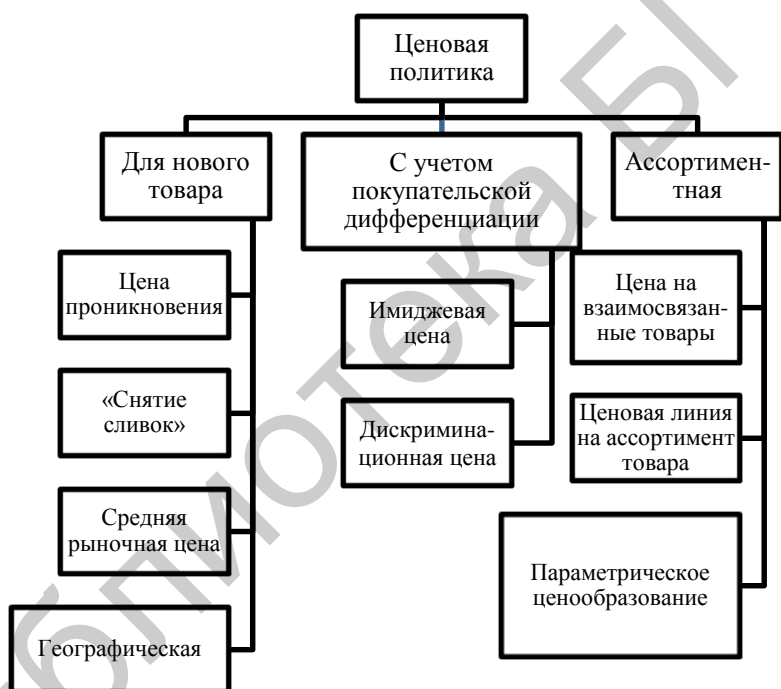 Ценовая
политика
Для нового
товара
С учетом
покупательской
дифференциации
Ассортимен-
тная
Цена
проникновения
«Снятие
сливок»
Средняя
рыночная цена
Географическая
Имиджевая
цена
Дискримина-
ционная цена
Цена на
взаимосвязан-
ные товары
Ценовая линия
на ассортимент
товара
Параметрическое
ценообразование